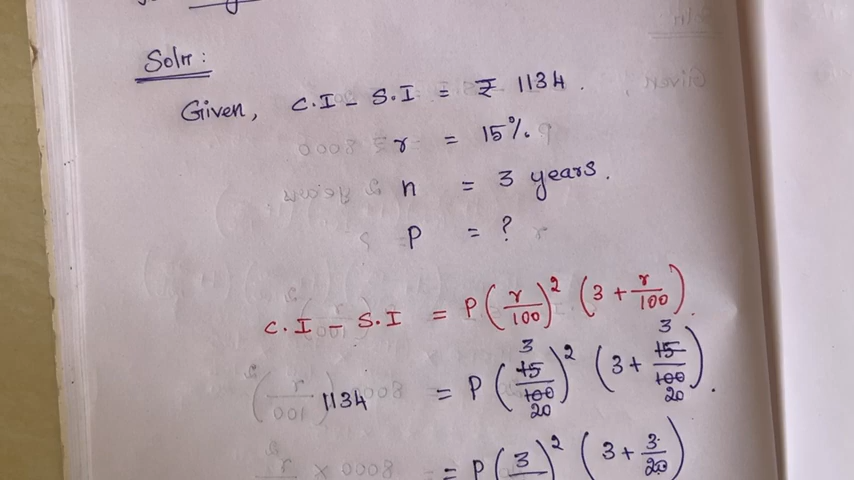 Soln :
Given, C.I - S.I = ₹ 1134.
r = 15%.
n = 3 years.
P = ?
C.I - S.I = P(r/100)² (3 + r/100).
1134 = P(15/100)² (3 + 15/100).
3 3
20 20
= P(3/ )² (3 + 3/20)